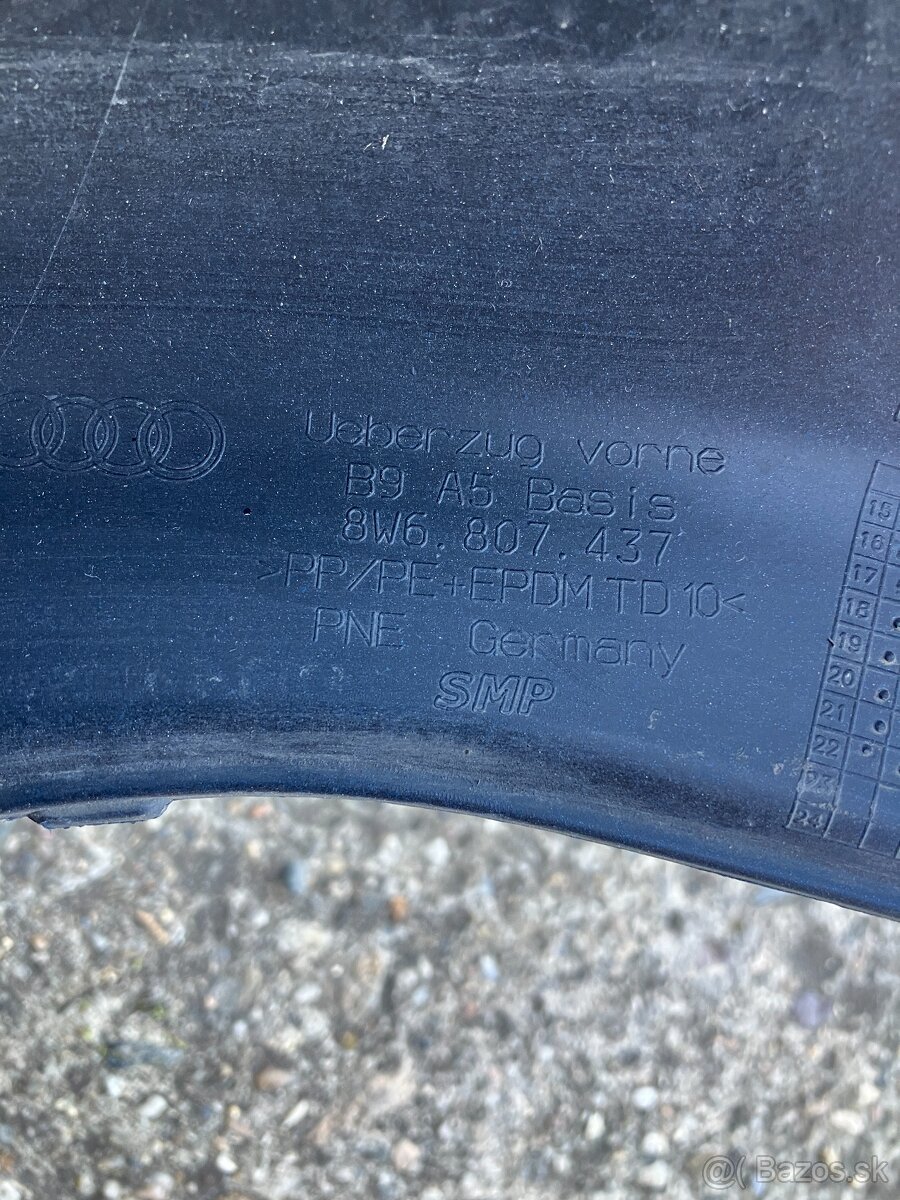 Ueberzug vorne
B9 A5 Basis
8W6.807.437
>PP/PE+EPDM TD10<
PNE Germany
SMP
15
16
17
18
19
20
21
22
23
24
@( Bazos.sk